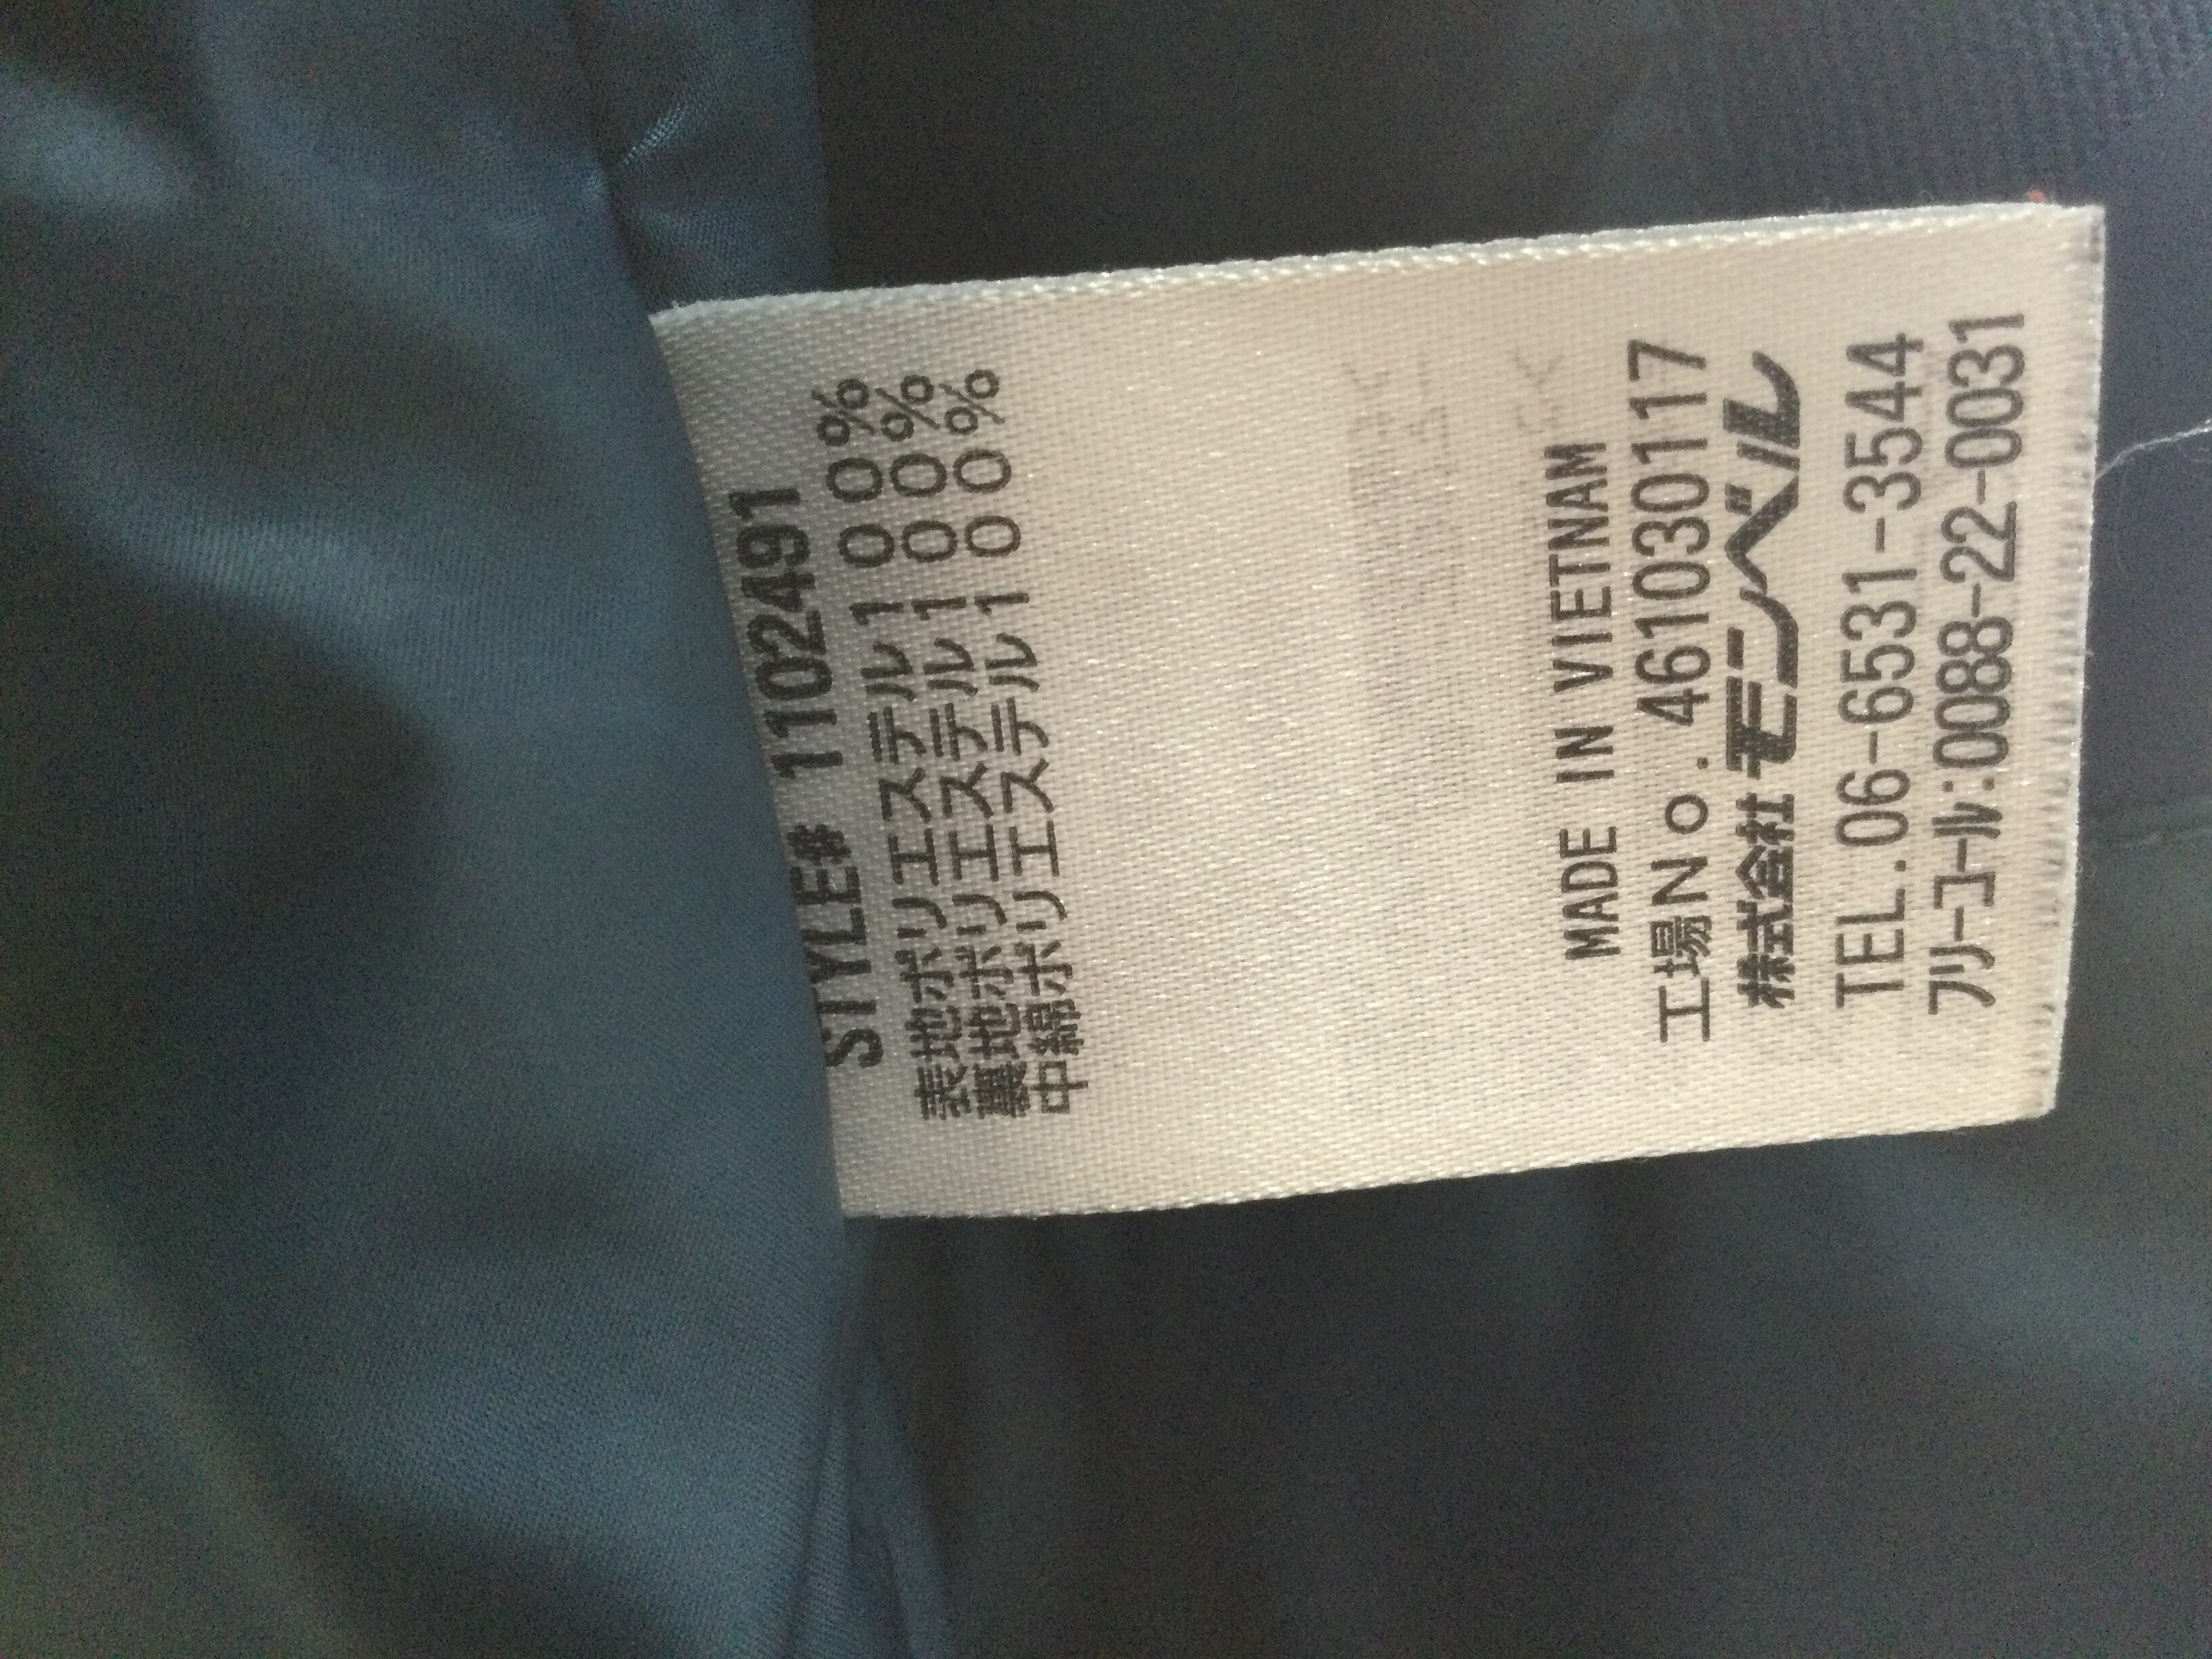 STYLE# 1102491
表地ポリエステル１００％
裏地ポリエステル１００％
中綿ポリエステル１００％
MADE IN VIETNAM
工場Ｎｏ．461030117
株式会社 モンベル
TEL.06-6531-3544
ﾌﾘｰｺｰﾙ:0088-22-0031